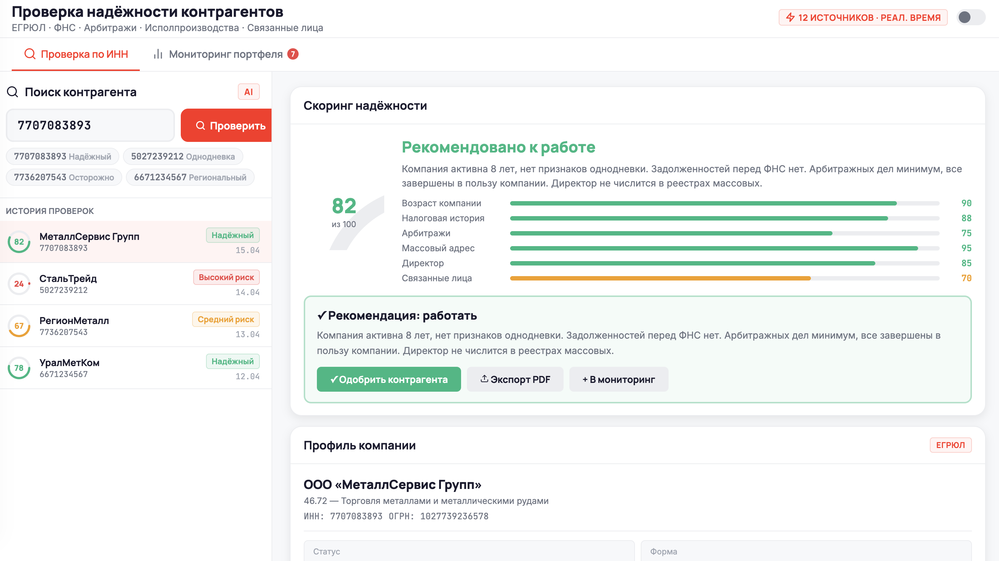 Проверка надёжности контрагентов
ЕГРЮЛ · ФНС · Арбитражи · Исполпроизводства · Связанные лица
12 ИСТОЧНИКОВ · РЕАЛ. ВРЕМЯ
Проверка по ИНН
Мониторинг портфеля 7
Поиск контрагента
AI
7707083893
Проверить
7707083893 Надёжный
5027239212 Однодневка
7736207543 Осторожно
6671234567 Региональный
ИСТОРИЯ ПРОВЕРОК
82
МеталлСервис Групп
7707083893
Надёжный
15.04
24
СтальТрейд
5027239212
Высокий риск
14.04
67
РегионМеталл
7736207543
Средний риск
13.04
78
УралМетКом
6671234567
Надёжный
12.04
Скоринг надёжности
82
из 100
Рекомендовано к работе
Компания активна 8 лет, нет признаков однодневки. Задолженностей перед ФНС нет. Арбитражных дел минимум, все
завершены в пользу компании. Директор не числится в реестрах массовых.
Возраст компании 90
Налоговая история 88
Арбитражи 75
Массовый адрес 95
Директор 85
Связанные лица 70
✓Рекомендация: работать
Компания активна 8 лет, нет признаков однодневки. Задолженностей перед ФНС нет. Арбитражных дел минимум, все завершены в
пользу компании. Директор не числится в реестрах массовых.
✓Одобрить контрагента
Экспорт PDF
+ В мониторинг
Профиль компании
ЕГРЮЛ
ООО «МеталлСервис Групп»
46.72 — Торговля металлами и металлическими рудами
ИНН: 7707083893 ОГРН: 1027739236578
Статус
Форма